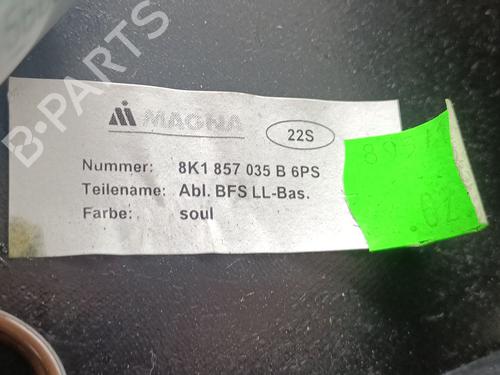 B-PARTS
MAGNA
22S
Nummer: 8K1 857 035 B 6PS
Teilename: Abl. BFS LL-Bas.
Farbe: soul